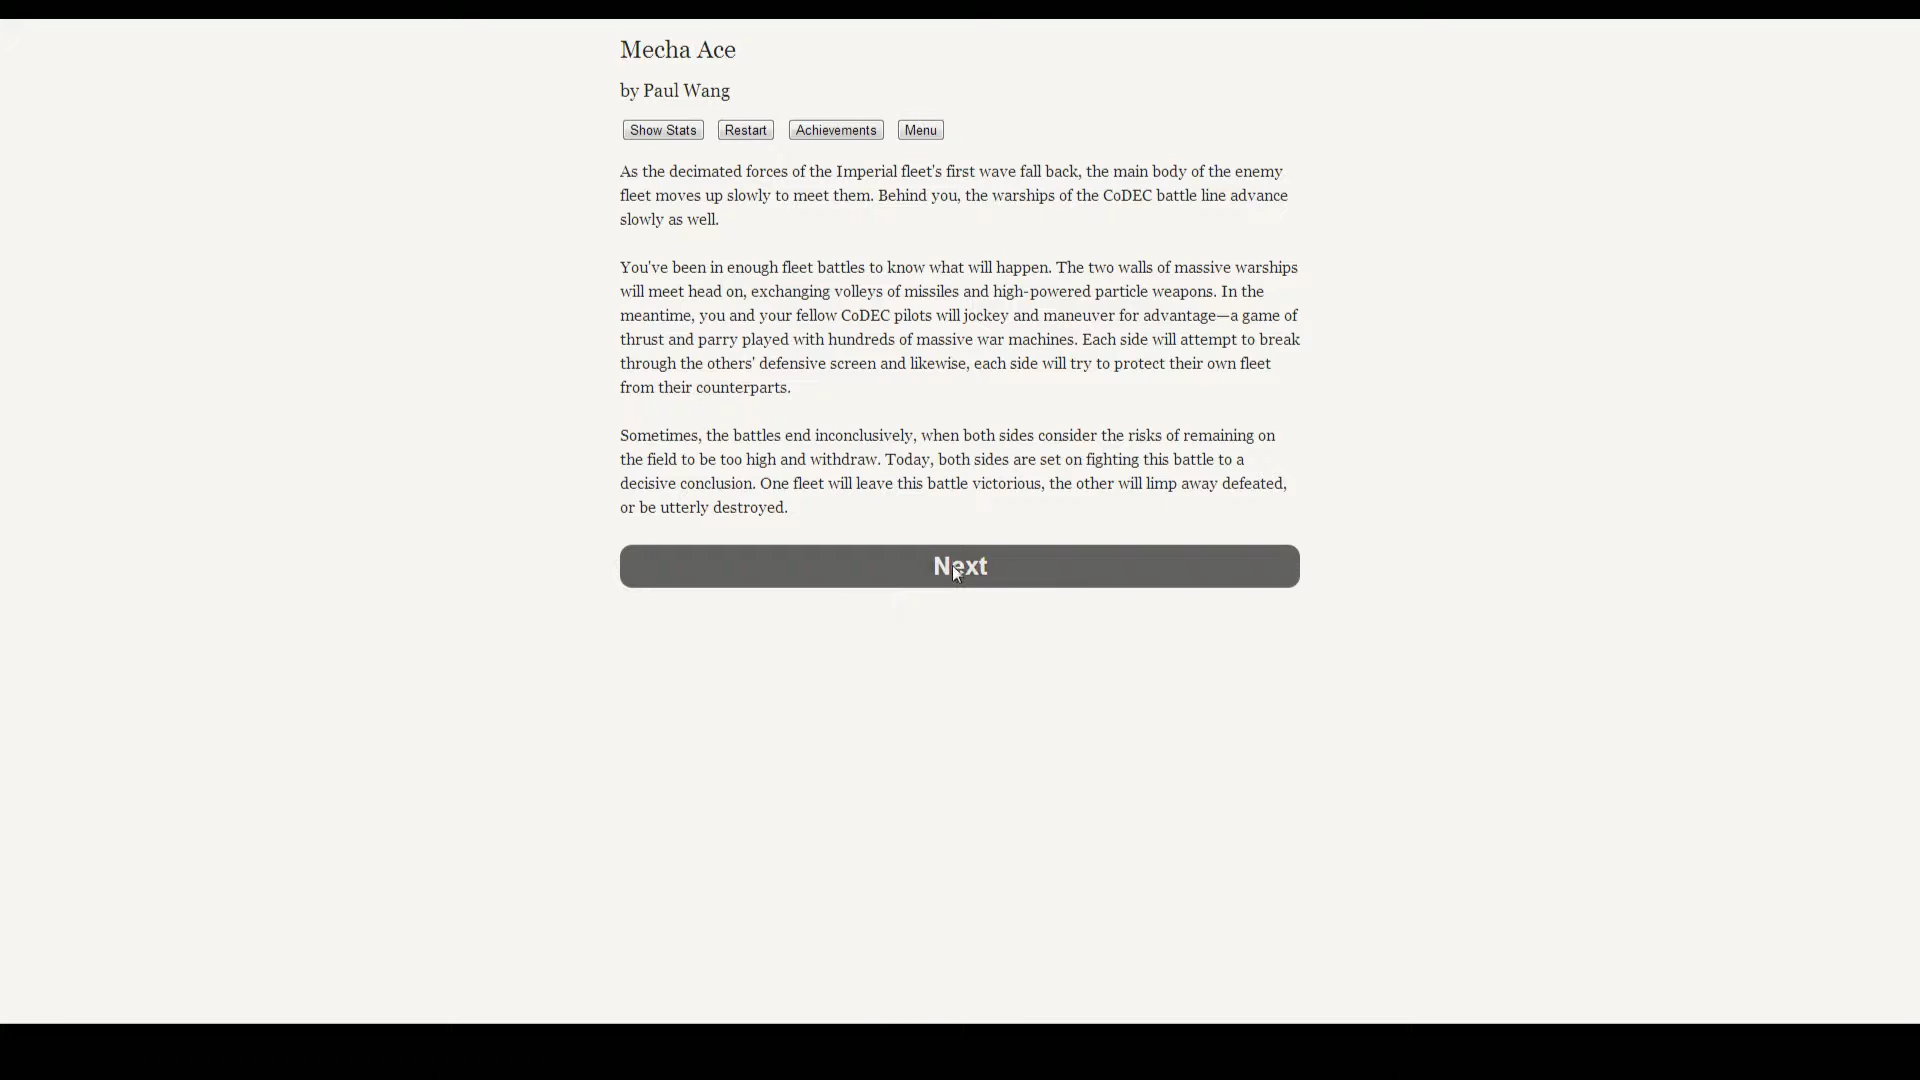 Mecha Ace
by Paul Wang
Show Stats Restart Achievements Menu
As the decimated forces of the Imperial fleet's first wave fall back, the main body of the enemy
fleet moves up slowly to meet them. Behind you, the warships of the CoDEC battle line advance
slowly as well.
You've been in enough fleet battles to know what will happen. The two walls of massive warships
will meet head on, exchanging volleys of missiles and high-powered particle weapons. In the
meantime, you and your fellow CoDEC pilots will jockey and maneuver for advantage—a game of
thrust and parry played with hundreds of massive war machines. Each side will attempt to break
through the others' defensive screen and likewise, each side will try to protect their own fleet
from their counterparts.
Sometimes, the battles end inconclusively, when both sides consider the risks of remaining on
the field to be too high and withdraw. Today, both sides are set on fighting this battle to a
decisive conclusion. One fleet will leave this battle victorious, the other will limp away defeated,
or be utterly destroyed.
Next